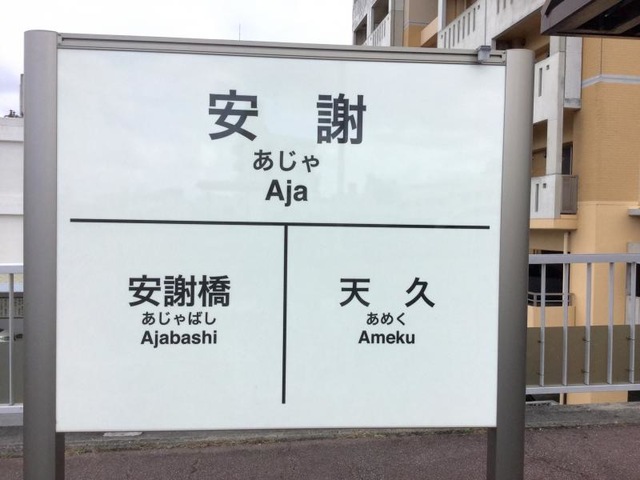 安謝
あじゃ
Aja
安謝橋
あじゃばし
Ajabashi
天久
あめく
Ameku